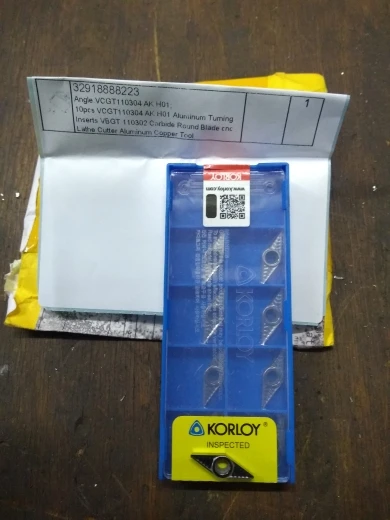 32918888223
Angle VCGT110304 AK H01;
10pcs VCGT110304 AK H01 Aluminum Turning
Inserts VBGT 110302 Carbide Round Blade cnc
Lathe Cutter Aluminum Copper Tool
1
KORLOY
www.korloy.com
KORLOY
KORLOY®
INSPECTED